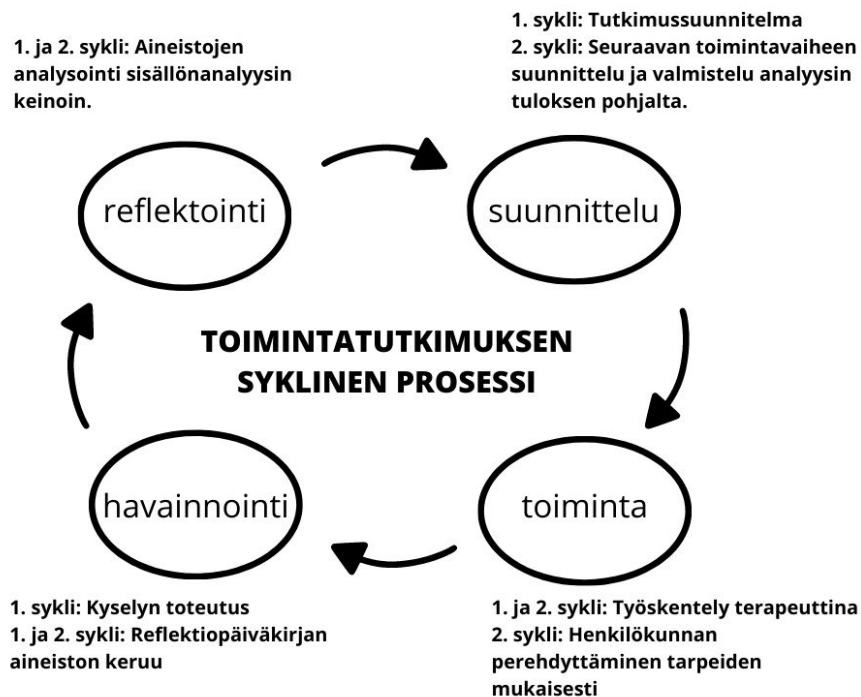 1. ja 2. sykli: Aineistojen
analysointi sisällönanalyysin
keinoin.
1. sykli: Tutkimussuunnitelma
2. sykli: Seuraavan toimintavaiheen
suunnittelu ja valmistelu analyysin
tuloksen pohjalta.
reflektointi
suunnittelu
TOIMINTATUTKIMUKSEN
SYKLINEN PROSESSI
havainnointi
toiminta
1. sykli: Kyselyn toteutus
1. ja 2. sykli: Reflektiopäiväkirjan
aineiston keruu
1. ja 2. sykli: Työskentely terapeuttina
2. sykli: Henkilökunnan
perehdyttäminen tarpeiden
mukaisesti